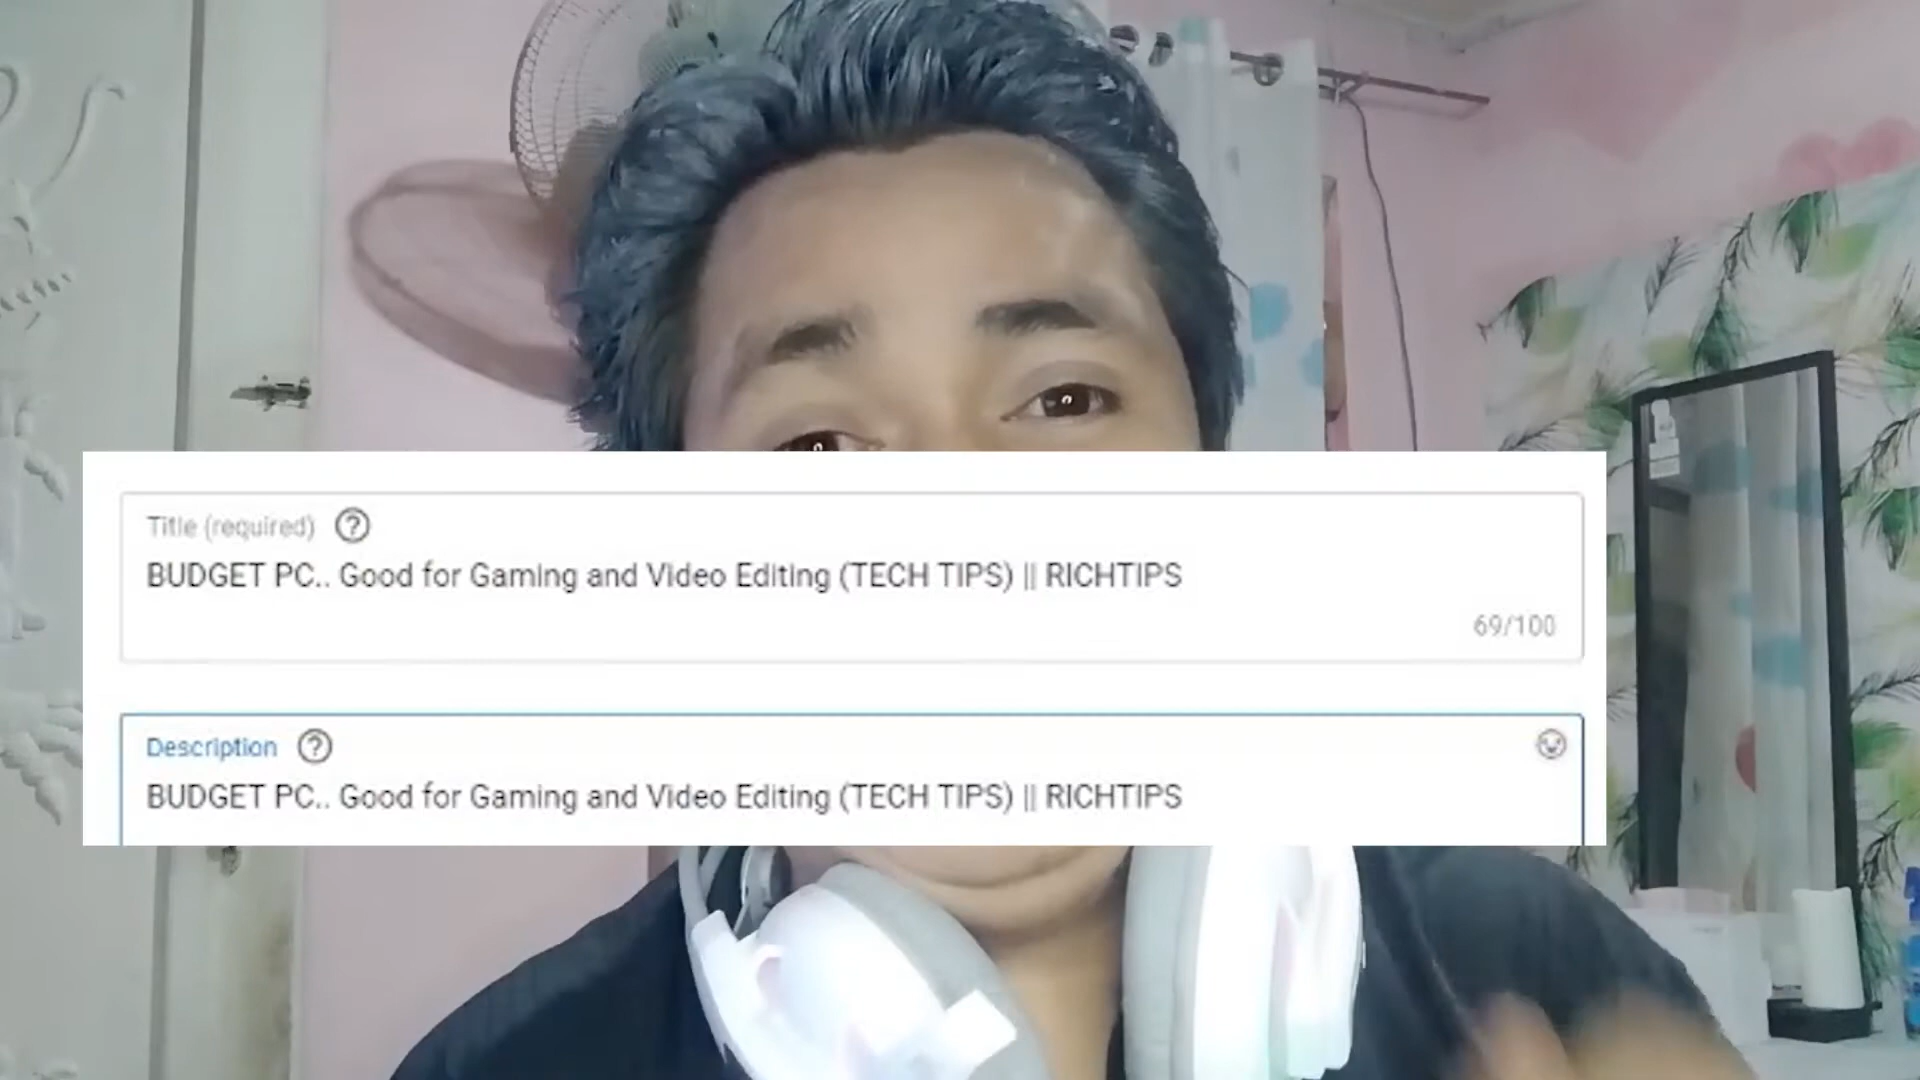 Title (required)
BUDGET PC.. Good for Gaming and Video Editing (TECH TIPS) || RICHTIPS
69/100
Description
BUDGET PC.. Good for Gaming and Video Editing (TECH TIPS) || RICHTIPS